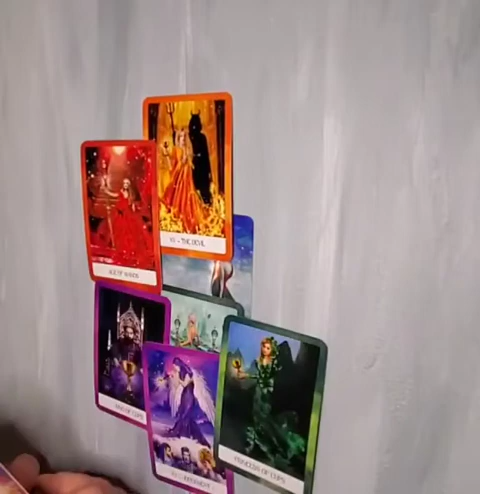 XV - THE DEVIL
ACE OF WANDS
KING OF CUPS
PRINCESS OF CUPS